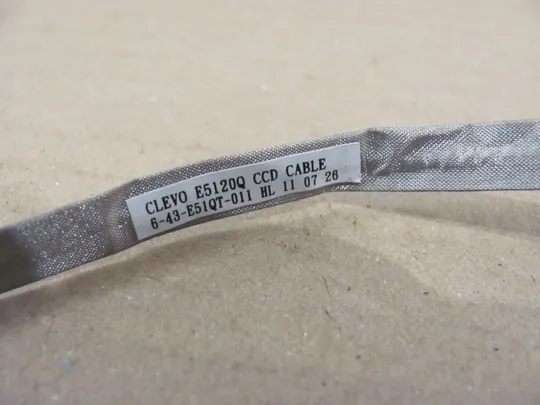 CLEVO E5120Q CCD CABLE
6-43-E51QT-011 HL 11 07 26